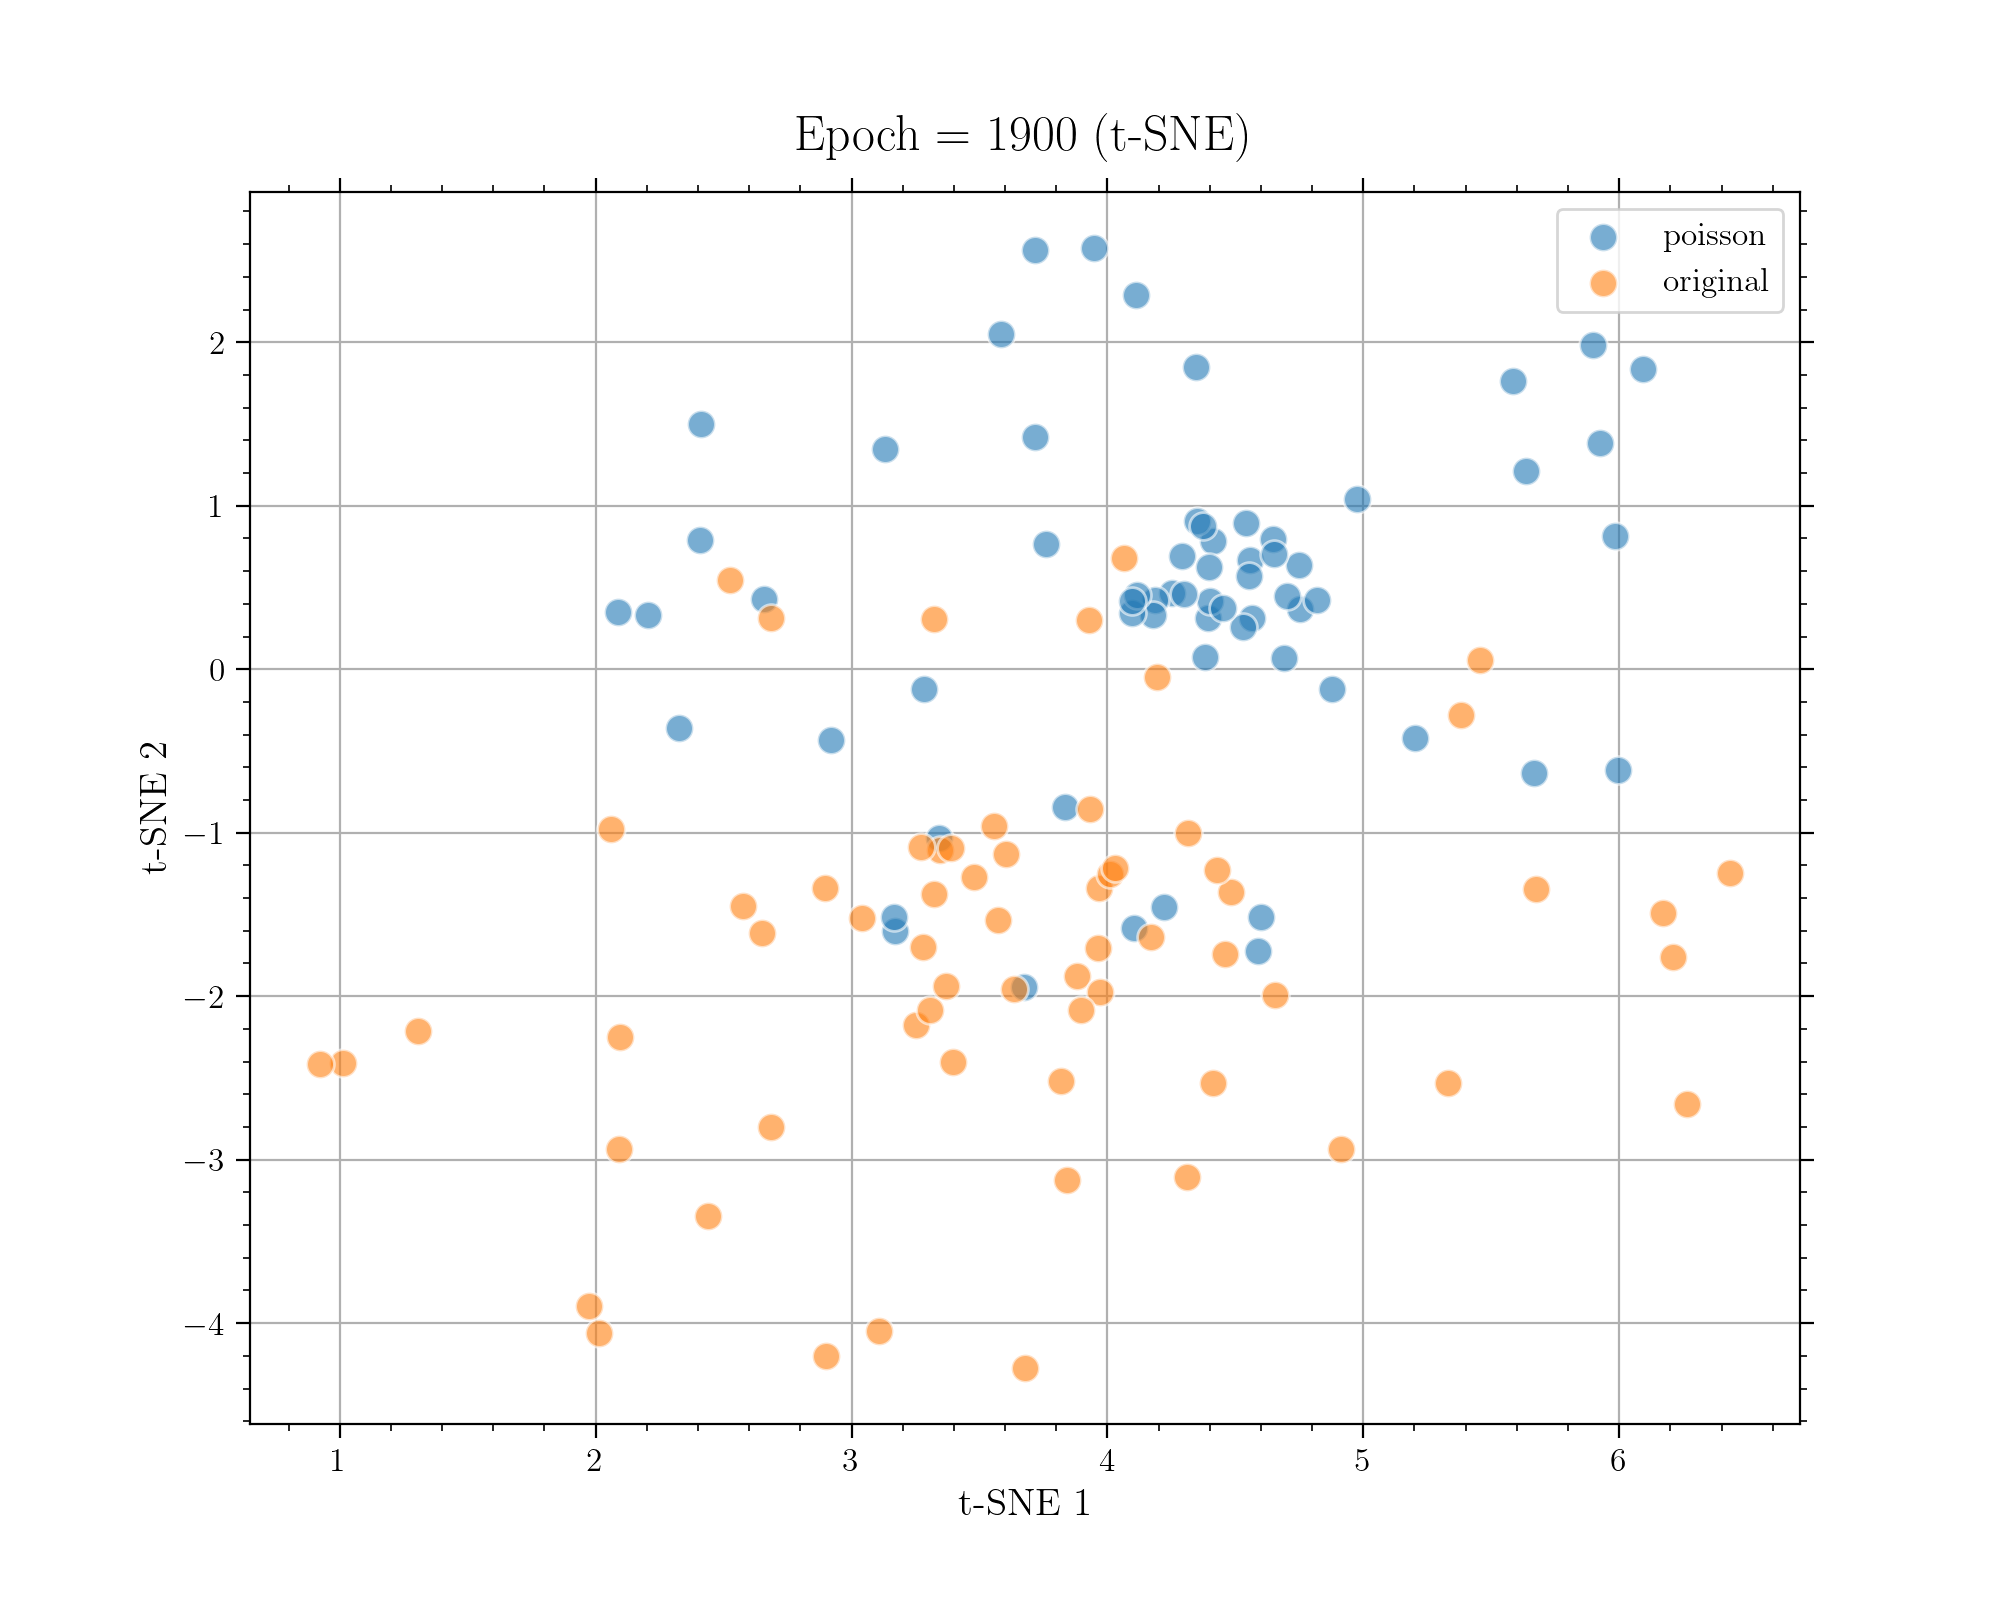 Epoch = 1900 (t-SNE)
poisson
original
2
1
0
−1
−2
−3
−4
t-SNE 2
1 2 3 4 5 6
t-SNE 1